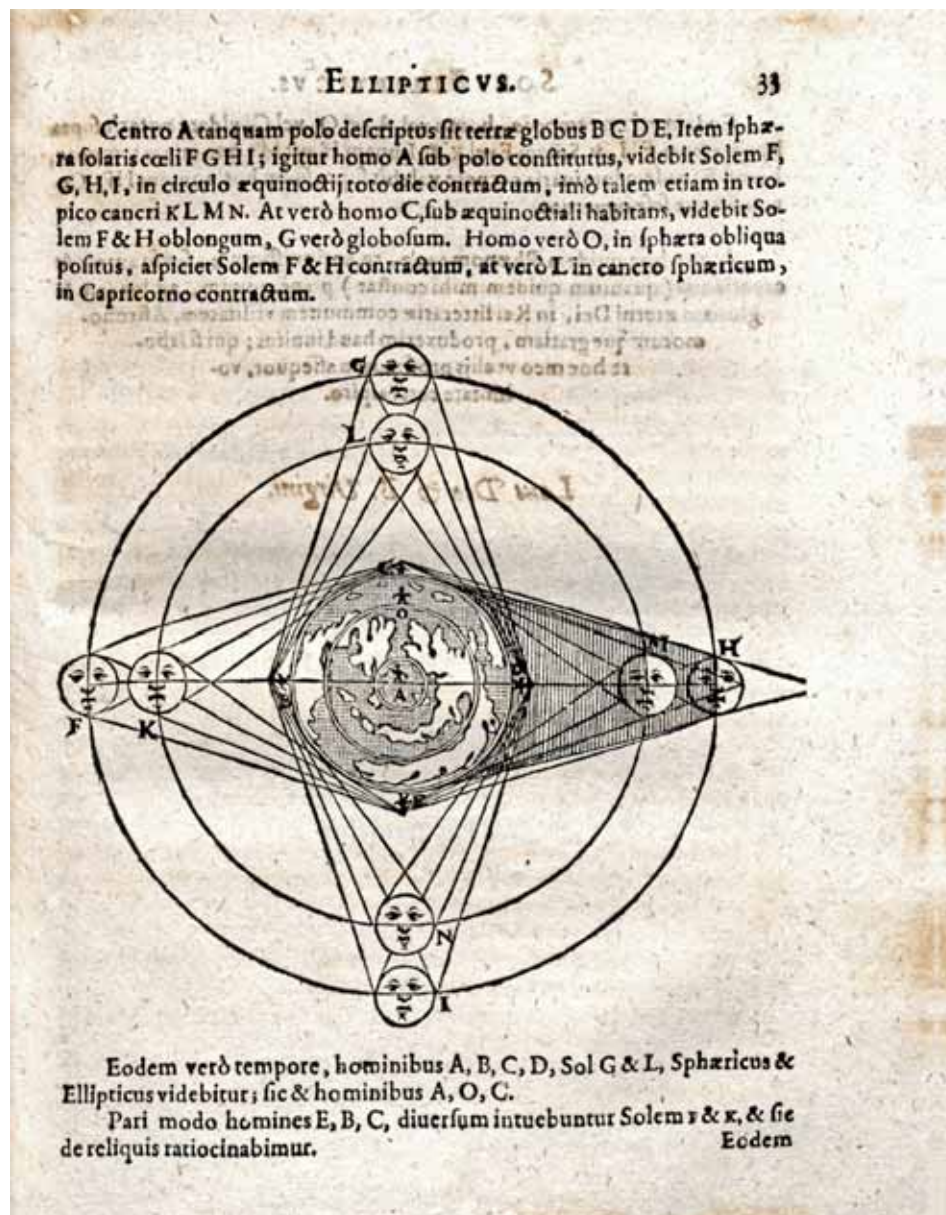 ELLIPTICVS. 33
Centro A tanquam polo deſcriptus ſit terræ globus B C D E, Item ſphæ-
ra ſolaris cœli F G H I; igitur homo A ſub polo conſtitutus, videbit Solem F,
G, H, I, in circulo æquinoctij toto die contractum, imò talem etiam in tro-
pico cancri K L M N. At verò homo C, ſub æquinoctiali habitans, videbit So-
lem F & H oblongum, G verò globoſum. Homo verò O, in ſphæra obliqua
poſitus, aſpiciet Solem F & H contractum, at verò L in cancro ſphæricum,
in Capricorno contractum.
G
L
C
O
M H
A
F K
N
I
Eodem verò tempore, hominibus A, B, C, D, Sol G & L, Sphæricus &
Ellipticus videbitur; ſic & hominibus A, O, C.
Pari modo homines E, B, C, diuerſum intuebuntur Solem F & K, & ſic
de reliquis ratiocinabimur. Eodem